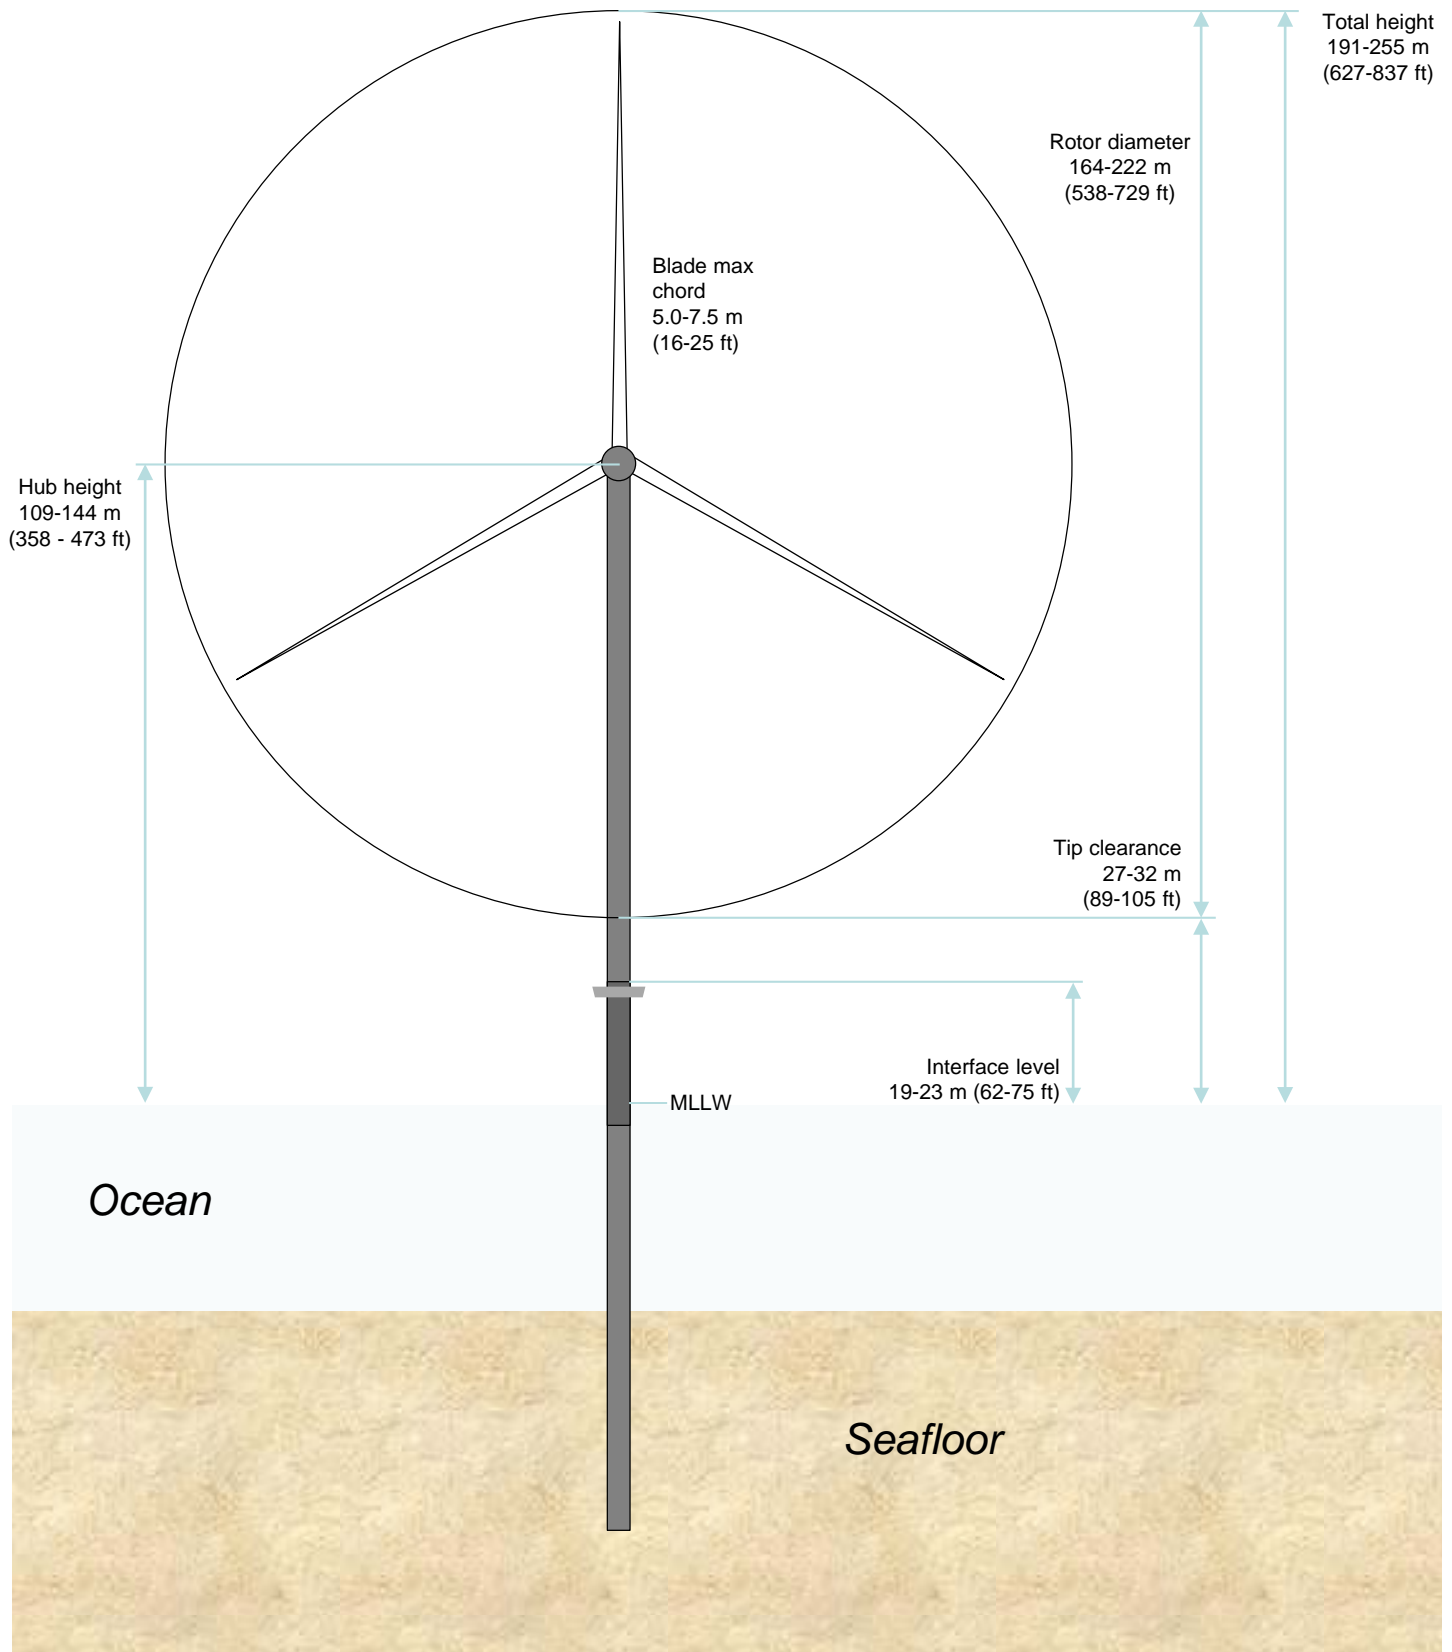 Total height
191-255 m
(627-837 ft)
Rotor diameter
164-222 m
(538-729 ft)
Blade max
chord
5.0-7.5 m
(16-25 ft)
Hub height
109-144 m
(358 - 473 ft)
Tip clearance
27-32 m
(89-105 ft)
Interface level
19-23 m (62-75 ft)
MLLW
Ocean
Seafloor